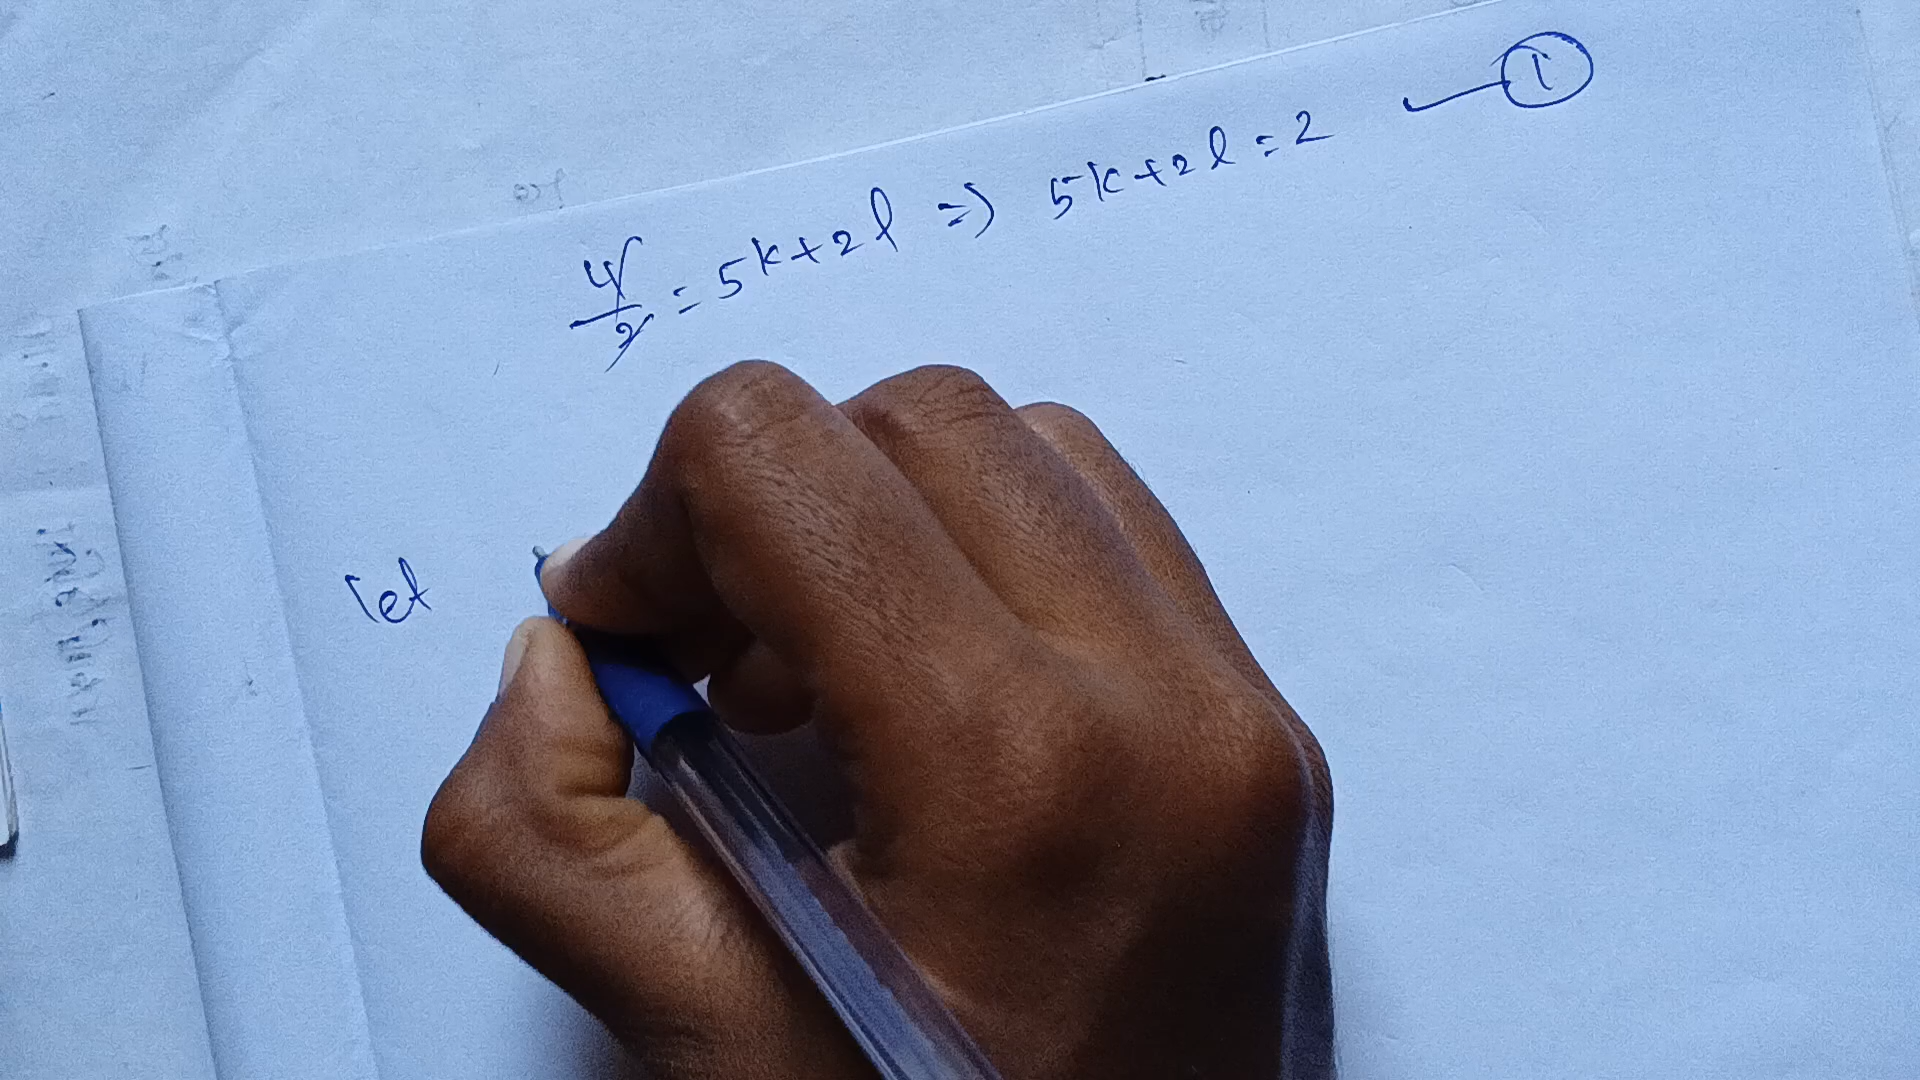 4/2 = 5k+2l => 5k+2l = 2 — 1
let